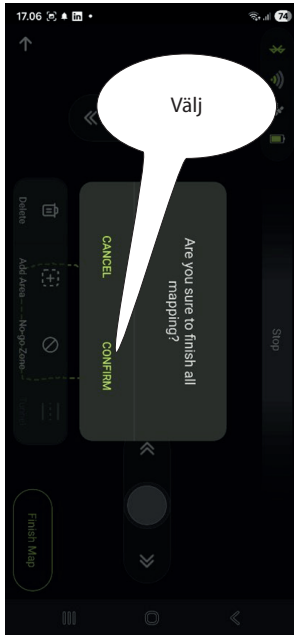 17.06
74
Välj
Stop
Are you sure to finish all
mapping?
CANCEL
CONFIRM
Delete
Add Area
No-go Zone
Finish Map